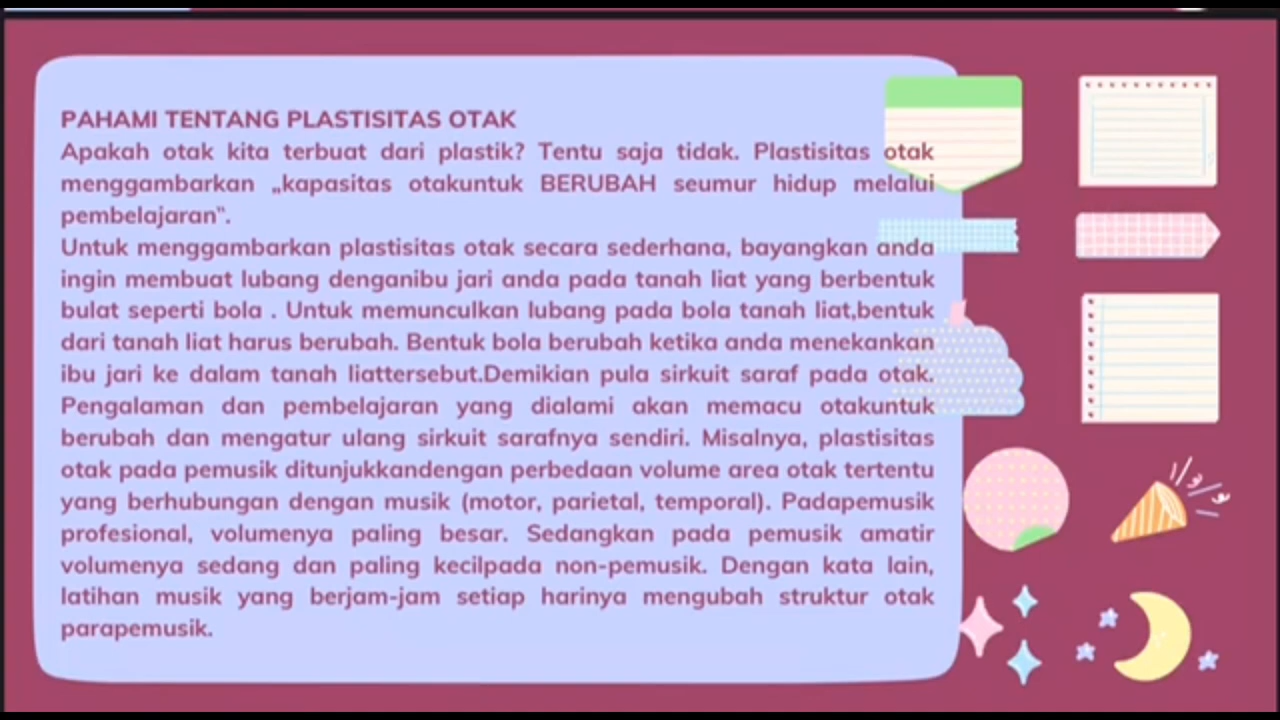 PAHAMI TENTANG PLASTISITAS OTAK
Apakah otak kita terbuat dari plastik? Tentu saja tidak. Plastisitas otak
menggambarkan „kapasitas otakuntuk BERUBAH seumur hidup melalui
pembelajaran‟.
Untuk menggambarkan plastisitas otak secara sederhana, bayangkan anda
ingin membuat lubang denganibu jari anda pada tanah liat yang berbentuk
bulat seperti bola . Untuk memunculkan lubang pada bola tanah liat,bentuk
dari tanah liat harus berubah. Bentuk bola berubah ketika anda menekankan
ibu jari ke dalam tanah liattersebut.Demikian pula sirkuit saraf pada otak.
Pengalaman dan pembelajaran yang dialami akan memacu otakuntuk
berubah dan mengatur ulang sirkuit sarafnya sendiri. Misalnya, plastisitas
otak pada pemusik ditunjukkandengan perbedaan volume area otak tertentu
yang berhubungan dengan musik (motor, parietal, temporal). Padapemusik
profesional, volumenya paling besar. Sedangkan pada pemusik amatir
volumenya sedang dan paling kecilpada non-pemusik. Dengan kata lain,
latihan musik yang berjam-jam setiap harinya mengubah struktur otak
parapemusik.